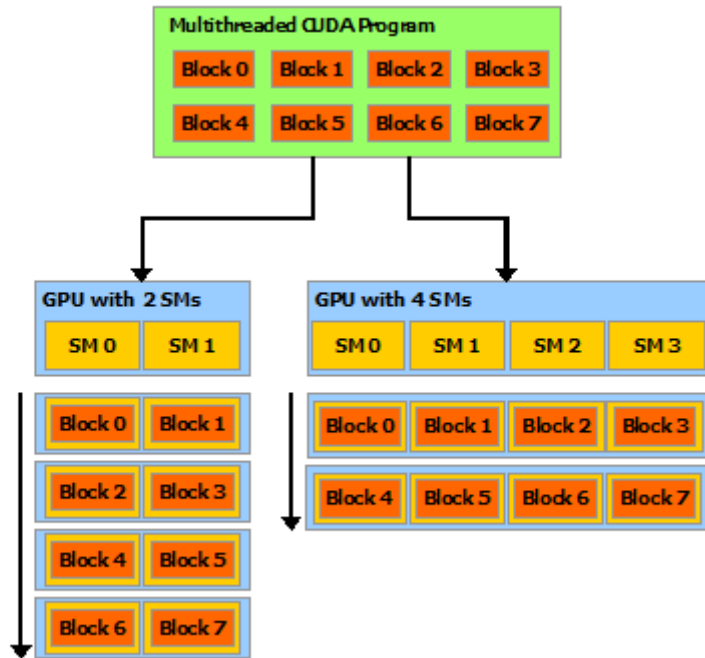 Multithreaded CUDA Program
Block 0 Block 1 Block 2 Block 3
Block 4 Block 5 Block 6 Block 7
GPU with 2 SMs
SM 0 SM 1
Block 0 Block 1
Block 2 Block 3
Block 4 Block 5
Block 6 Block 7
GPU with 4 SMs
SM 0 SM 1 SM 2 SM 3
Block 0 Block 1 Block 2 Block 3
Block 4 Block 5 Block 6 Block 7